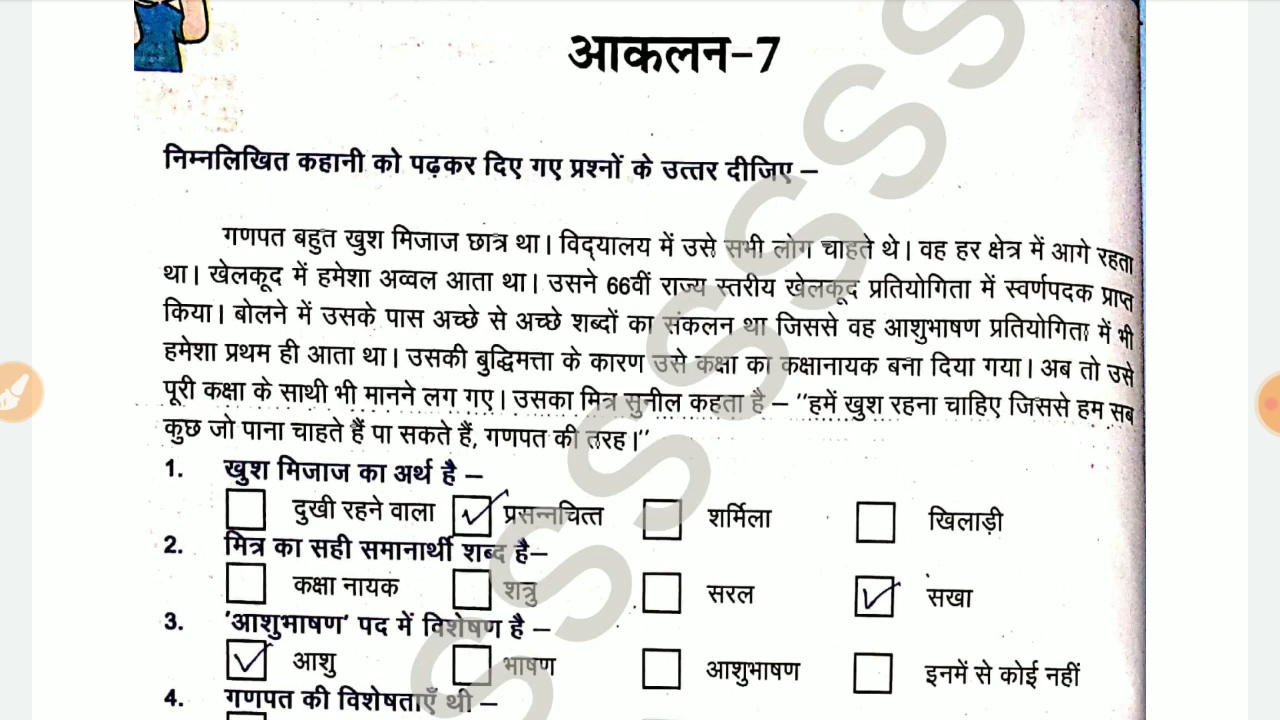 आकलन–7
निम्नलिखित कहानी को पढ़कर दिए गए प्रश्नों के उत्तर दीजिए –
गणपत बहुत खुश मिजाज छात्र था। विद्यालय में उसे सभी लोग चाहते थे। वह हर क्षेत्र में आगे रहता
था। खेलकूद में हमेशा अव्वल आता था। उसने 66वीं राज्य स्तरीय खेलकूद प्रतियोगिता में स्वर्णपदक प्राप्त
किया। बोलने में उसके पास अच्छे से अच्छे शब्दों का संकलन था जिससे वह आशुभाषण प्रतियोगिता में भी
हमेशा प्रथम ही आता था। उसकी बुद्धिमत्ता के कारण उसे कक्षा का कक्षानायक बना दिया गया। अब तो उसे
पूरी कक्षा के साथी भी मानने लग गए। उसका मित्र सुनील कहता है – "हमें खुश रहना चाहिए जिससे हम सब
कुछ जो पाना चाहते हैं पा सकते हैं, गणपत की तरह।"
1. खुश मिजाज का अर्थ है –
दुखी रहने वाला प्रसन्नचित्त शर्मिला खिलाड़ी
2. मित्र का सही समानार्थी शब्द है–
कक्षा नायक शत्रु सरल सखा
3. 'आशुभाषण' पद में विशेषण है –
आशु भाषण आशुभाषण इनमें से कोई नहीं
4. गणपत की विशेषताएँ थी –
SSSSSSS